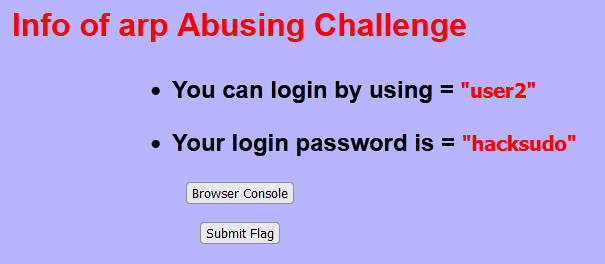 Info of arp Abusing Challenge
• You can login by using = "user2"
• Your login password is = "hacksudo"
Browser Console
Submit Flag